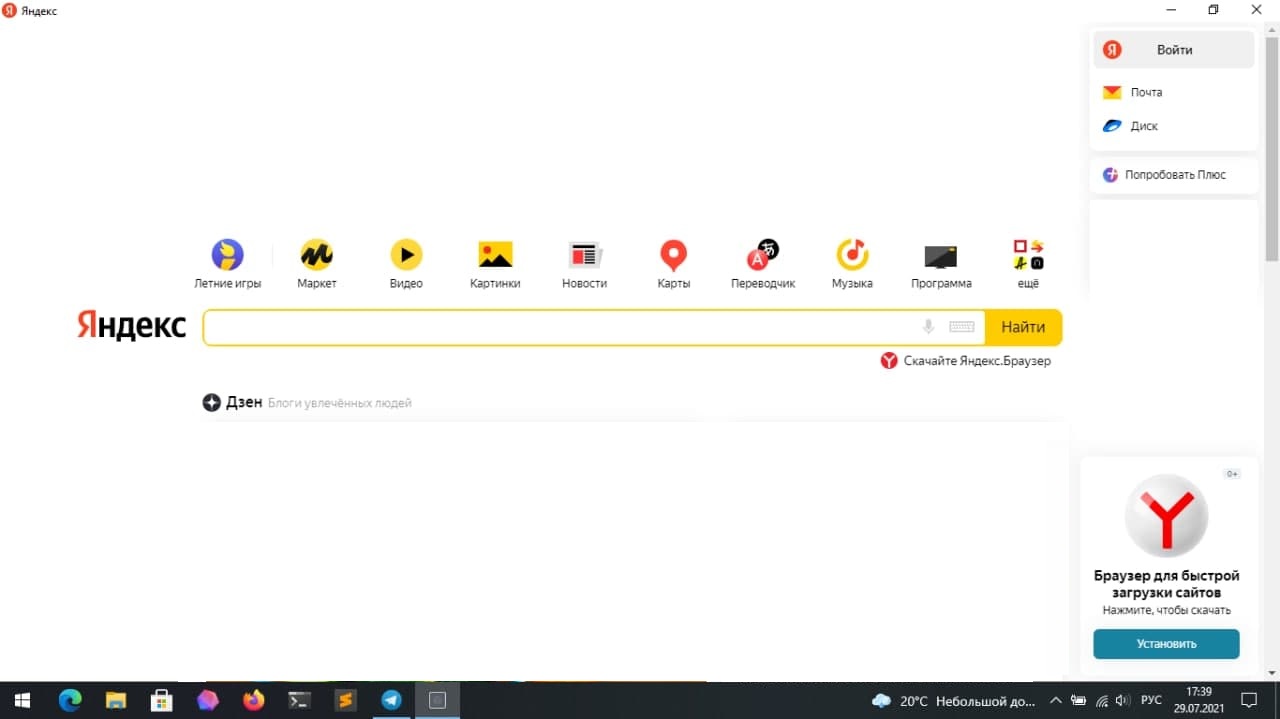 Яндекс
Войти
Почта
Диск
Попробовать Плюс
Летние игры
Маркет
Видео
Картинки
Новости
Карты
Переводчик
Музыка
Программа
ещё
Яндекс
Найти
Скачайте Яндекс.Браузер
Дзен Блоги увлечённых людей
0+
Браузер для быстрой
загрузки сайтов
Нажмите, чтобы скачать
Установить
20°C Небольшой до...
РУС
17:39
29.07.2021